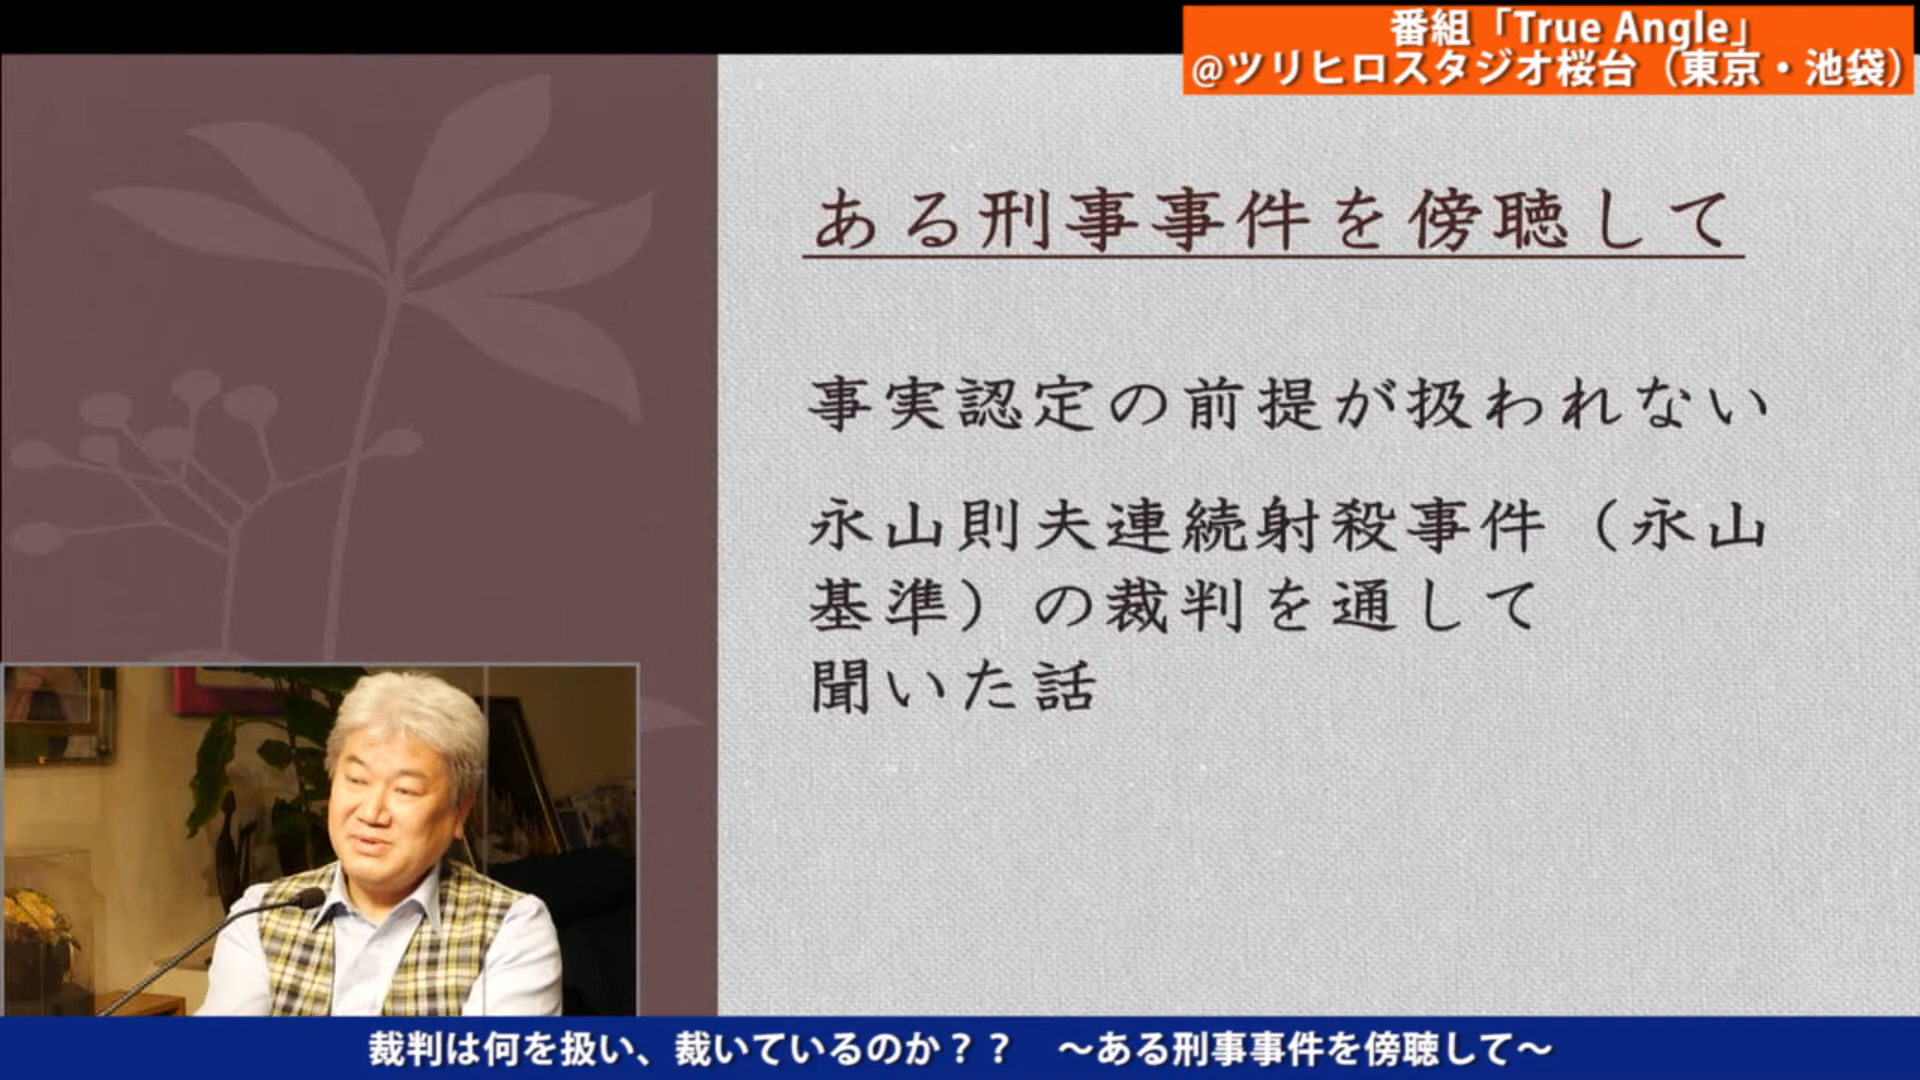 番組「True Angle」
@ツリヒロスタジオ桜台（東京・池袋）
ある刑事事件を傍聴して
事実認定の前提が扱われない
永山則夫連続射殺事件（永山
基準）の裁判を通して
聞いた話
裁判は何を扱い、裁いているのか？？　～ある刑事事件を傍聴して～